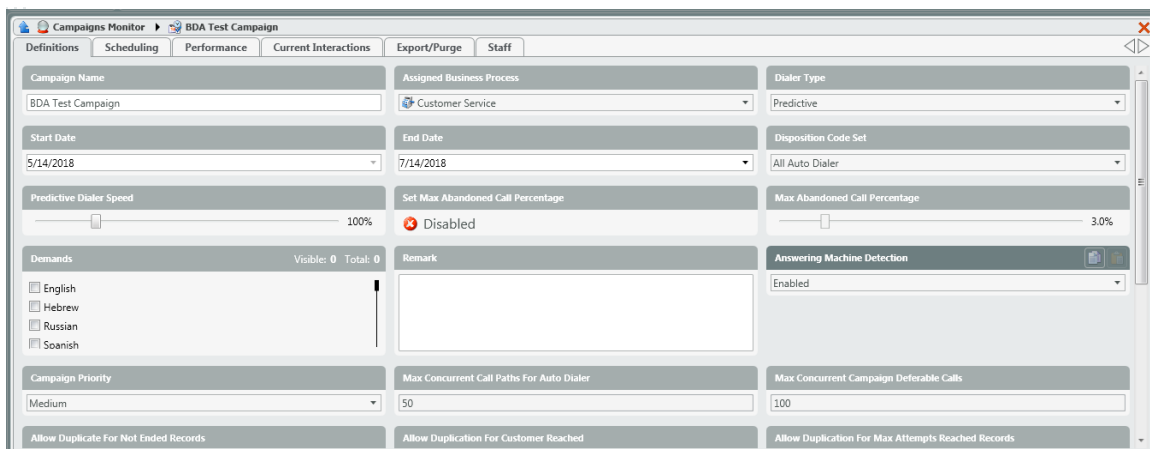 Campaigns Monitor BDA Test Campaign
Definitions Scheduling Performance Current Interactions Export/Purge Staff
Campaign Name Assigned Business Process Dialer Type
BDA Test Campaign Customer Service Predictive
Start Date End Date Disposition Code Set
5/14/2018 7/14/2018 All Auto Dialer
Predictive Dialer Speed Set Max Abandoned Call Percentage Max Abandoned Call Percentage
100% Disabled 3.0%
Demands Visible: 0 Total: 0 Remark Answering Machine Detection
English Enabled
Hebrew
Russian
Spanish
Campaign Priority Max Concurrent Call Paths For Auto Dialer Max Concurrent Campaign Deferable Calls
Medium 50 100
Allow Duplicate For Not Ended Records Allow Duplication For Customer Reached Allow Duplication For Max Attempts Reached Records